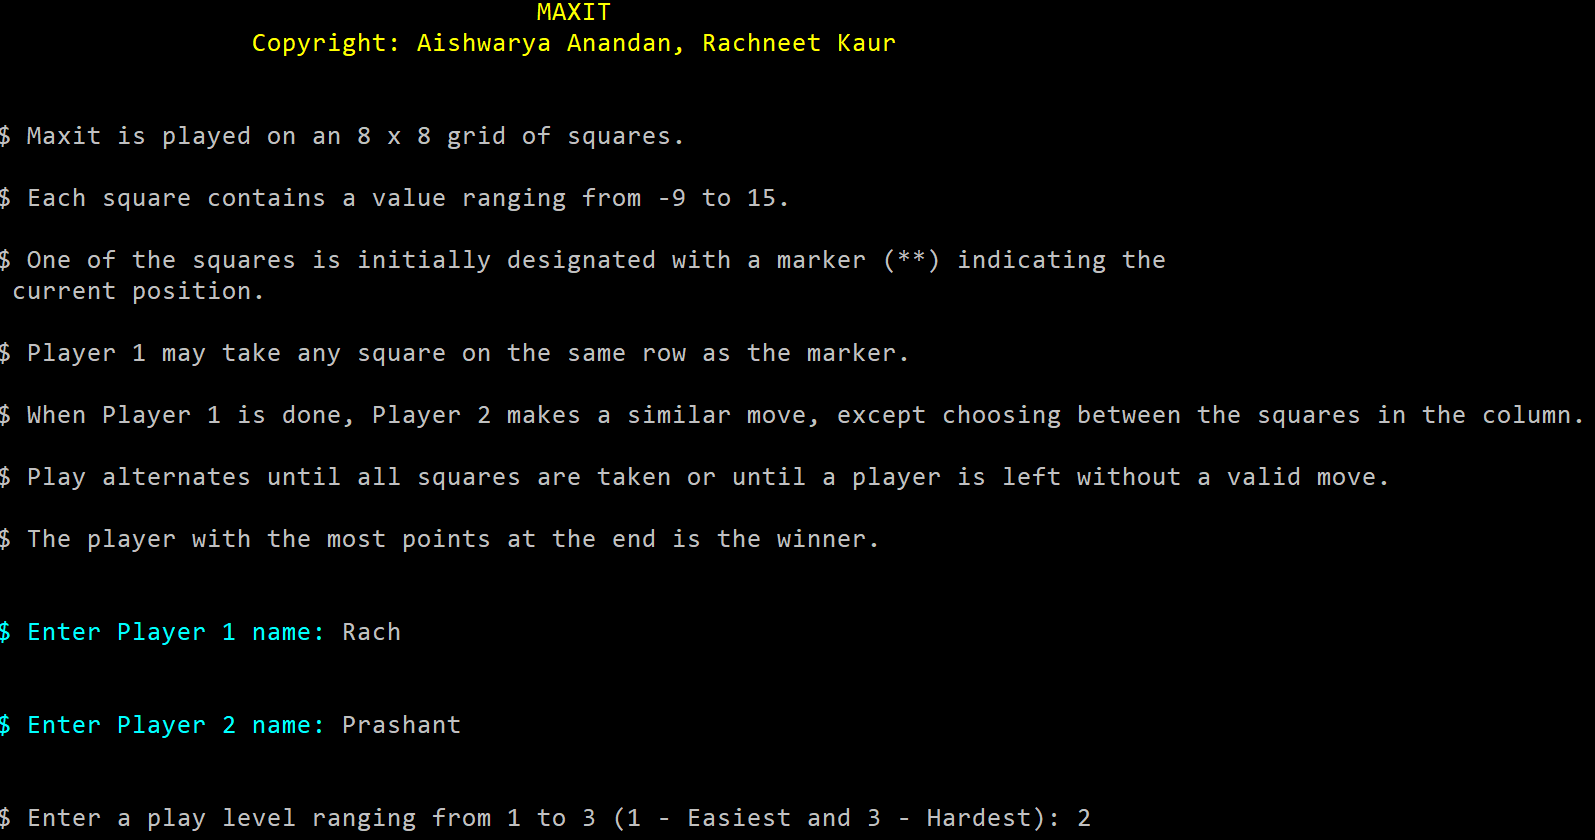 MAXIT
Copyright: Aishwarya Anandan, Rachneet Kaur
$ Maxit is played on an 8 x 8 grid of squares.
$ Each square contains a value ranging from -9 to 15.
$ One of the squares is initially designated with a marker (**) indicating the
current position.
$ Player 1 may take any square on the same row as the marker.
$ When Player 1 is done, Player 2 makes a similar move, except choosing between the squares in the column.
$ Play alternates until all squares are taken or until a player is left without a valid move.
$ The player with the most points at the end is the winner.
$ Enter Player 1 name: Rach
$ Enter Player 2 name: Prashant
$ Enter a play level ranging from 1 to 3 (1 - Easiest and 3 - Hardest): 2